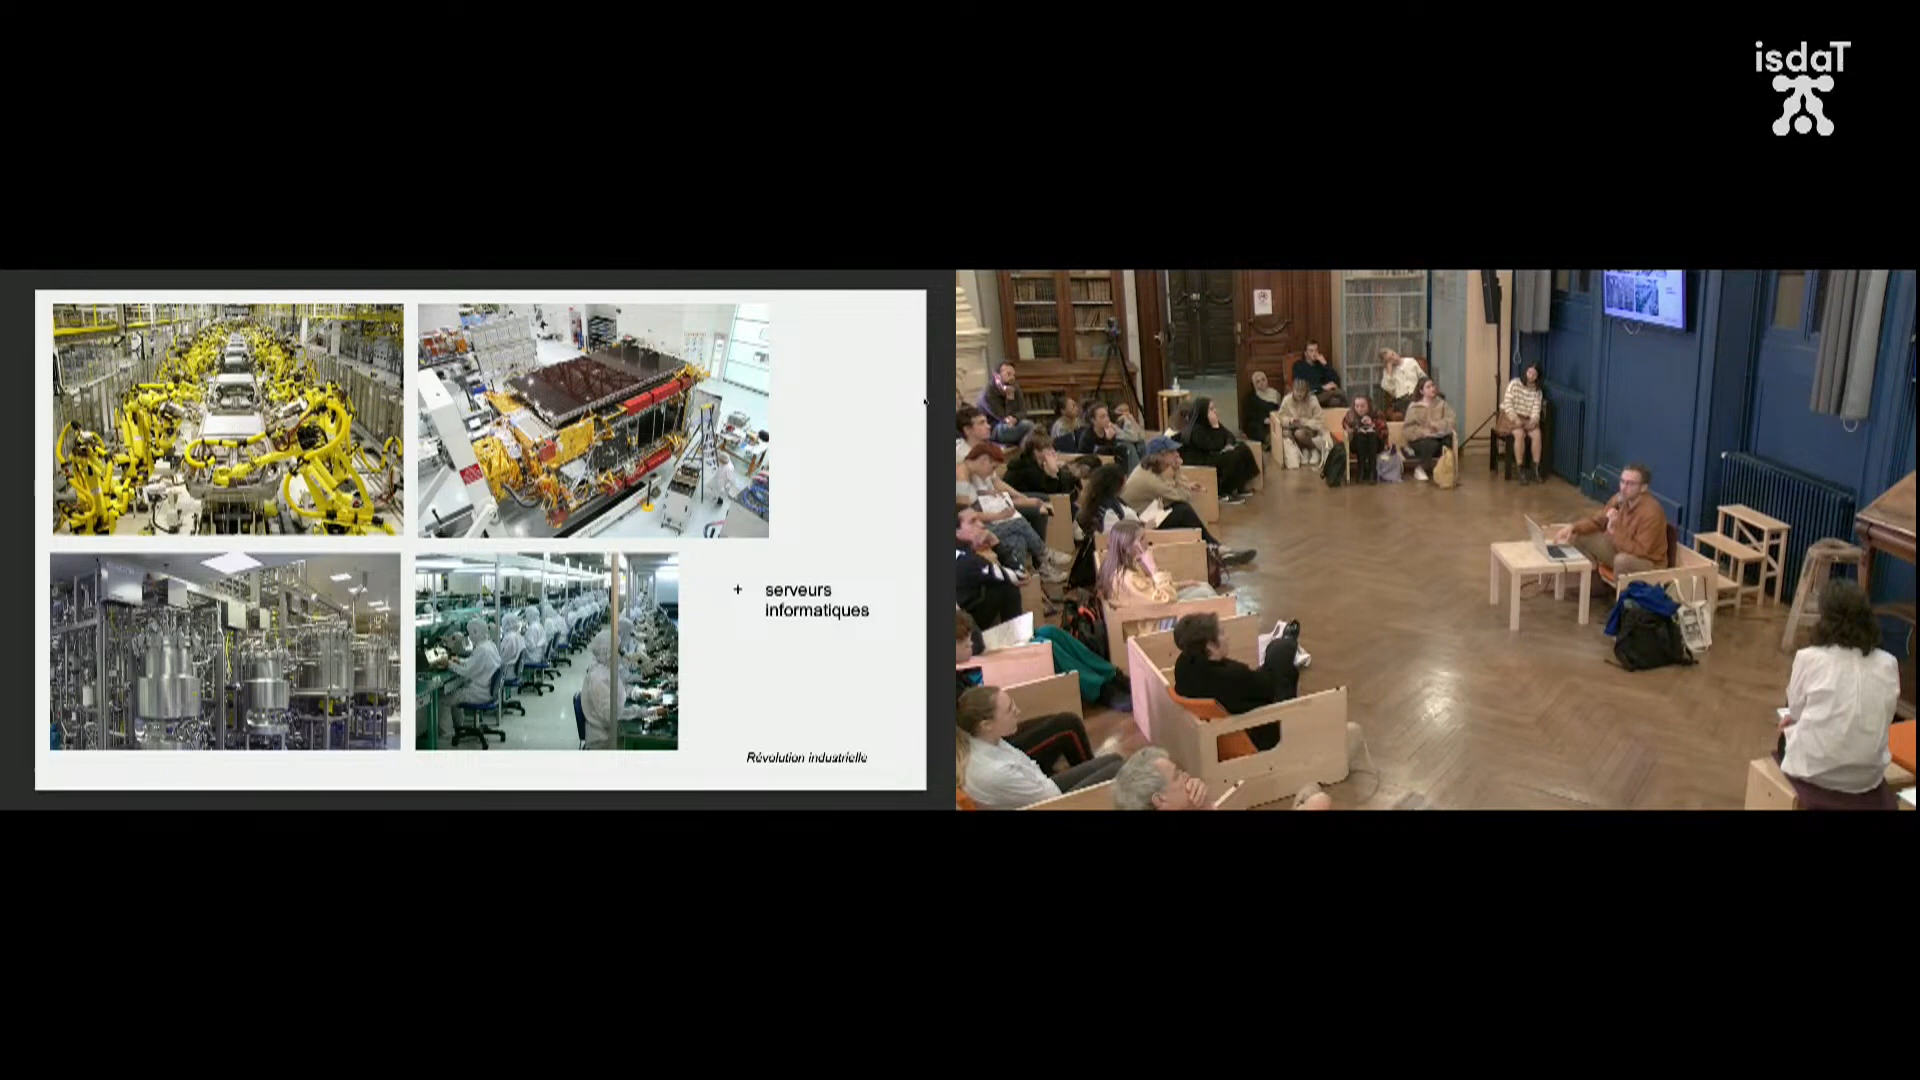 isdaT
+ serveurs
informatiques
Révolution industrielle